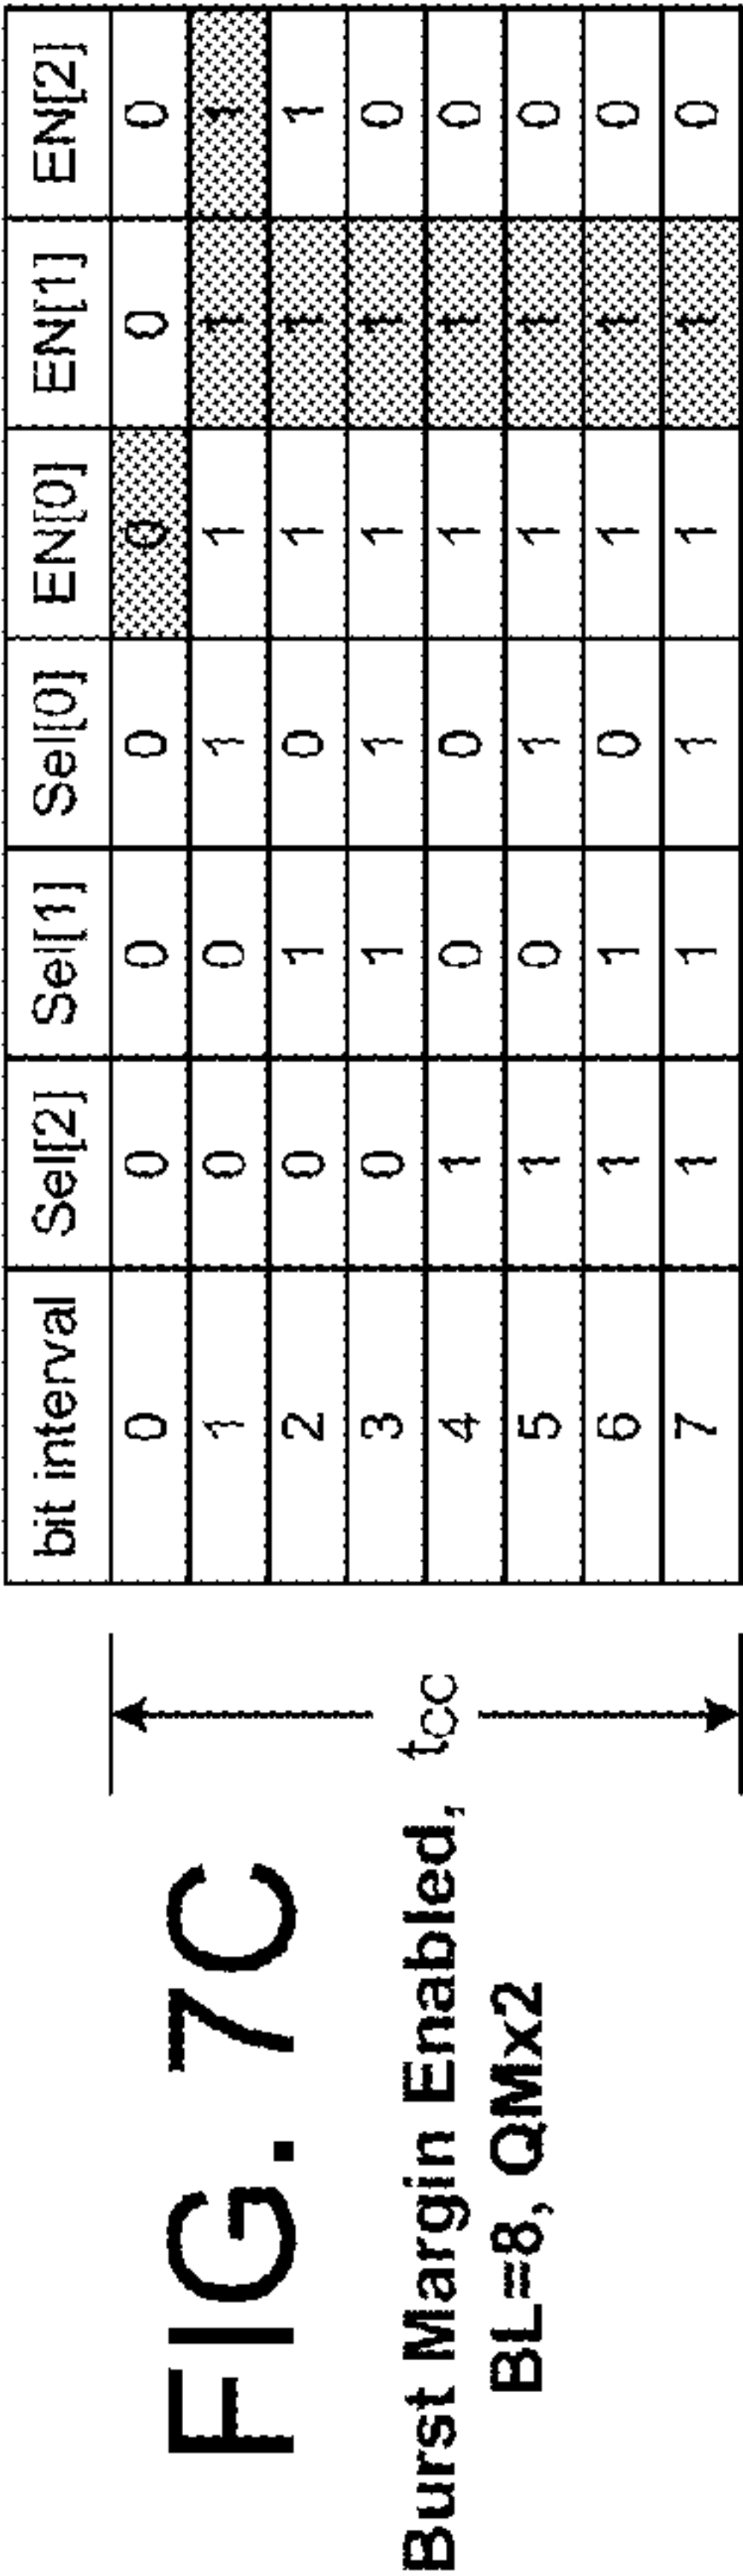 FIG. 7C
Burst Margin Enabled,
BL=8, QMx2
tCC
bit interval Sel[2] Sel[1] Sel[0] EN[0] EN[1] EN[2]
0 0 0 0 0 0 0
1 0 0 1 1 1 1
2 0 1 0 1 1 1
3 0 1 1 1 1 0
4 1 0 0 1 1 0
5 1 0 1 1 1 0
6 1 1 0 1 1 0
7 1 1 1 1 1 0